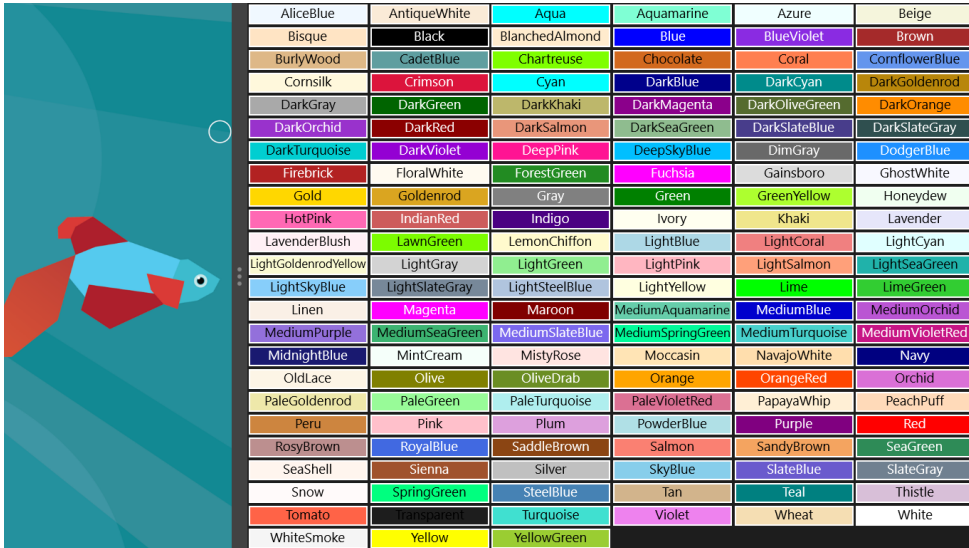 AliceBlue AntiqueWhite Aqua Aquamarine Azure Beige
Bisque Black BlanchedAlmond Blue BlueViolet Brown
BurlyWood CadetBlue Chartreuse Chocolate Coral CornflowerBlue
Cornsilk Crimson Cyan DarkBlue DarkCyan DarkGoldenrod
DarkGray DarkGreen DarkKhaki DarkMagenta DarkOliveGreen DarkOrange
DarkOrchid DarkRed DarkSalmon DarkSeaGreen DarkSlateBlue DarkSlateGray
DarkTurquoise DarkViolet DeepPink DeepSkyBlue DimGray DodgerBlue
Firebrick FloralWhite ForestGreen Fuchsia Gainsboro GhostWhite
Gold Goldenrod Gray Green GreenYellow Honeydew
HotPink IndianRed Indigo Ivory Khaki Lavender
LavenderBlush LawnGreen LemonChiffon LightBlue LightCoral LightCyan
LightGoldenrodYellow LightGray LightGreen LightPink LightSalmon LightSeaGreen
LightSkyBlue LightSlateGray LightSteelBlue LightYellow Lime LimeGreen
Linen Magenta Maroon MediumAquamarine MediumBlue MediumOrchid
MediumPurple MediumSeaGreen MediumSlateBlue MediumSpringGreen MediumTurquoise MediumVioletRed
MidnightBlue MintCream MistyRose Moccasin NavajoWhite Navy
OldLace Olive OliveDrab Orange OrangeRed Orchid
PaleGoldenrod PaleGreen PaleTurquoise PaleVioletRed PapayaWhip PeachPuff
Peru Pink Plum PowderBlue Purple Red
RosyBrown RoyalBlue SaddleBrown Salmon SandyBrown SeaGreen
SeaShell Sienna Silver SkyBlue SlateBlue SlateGray
Snow SpringGreen SteelBlue Tan Teal Thistle
Tomato Transparent Turquoise Violet Wheat White
WhiteSmoke Yellow YellowGreen